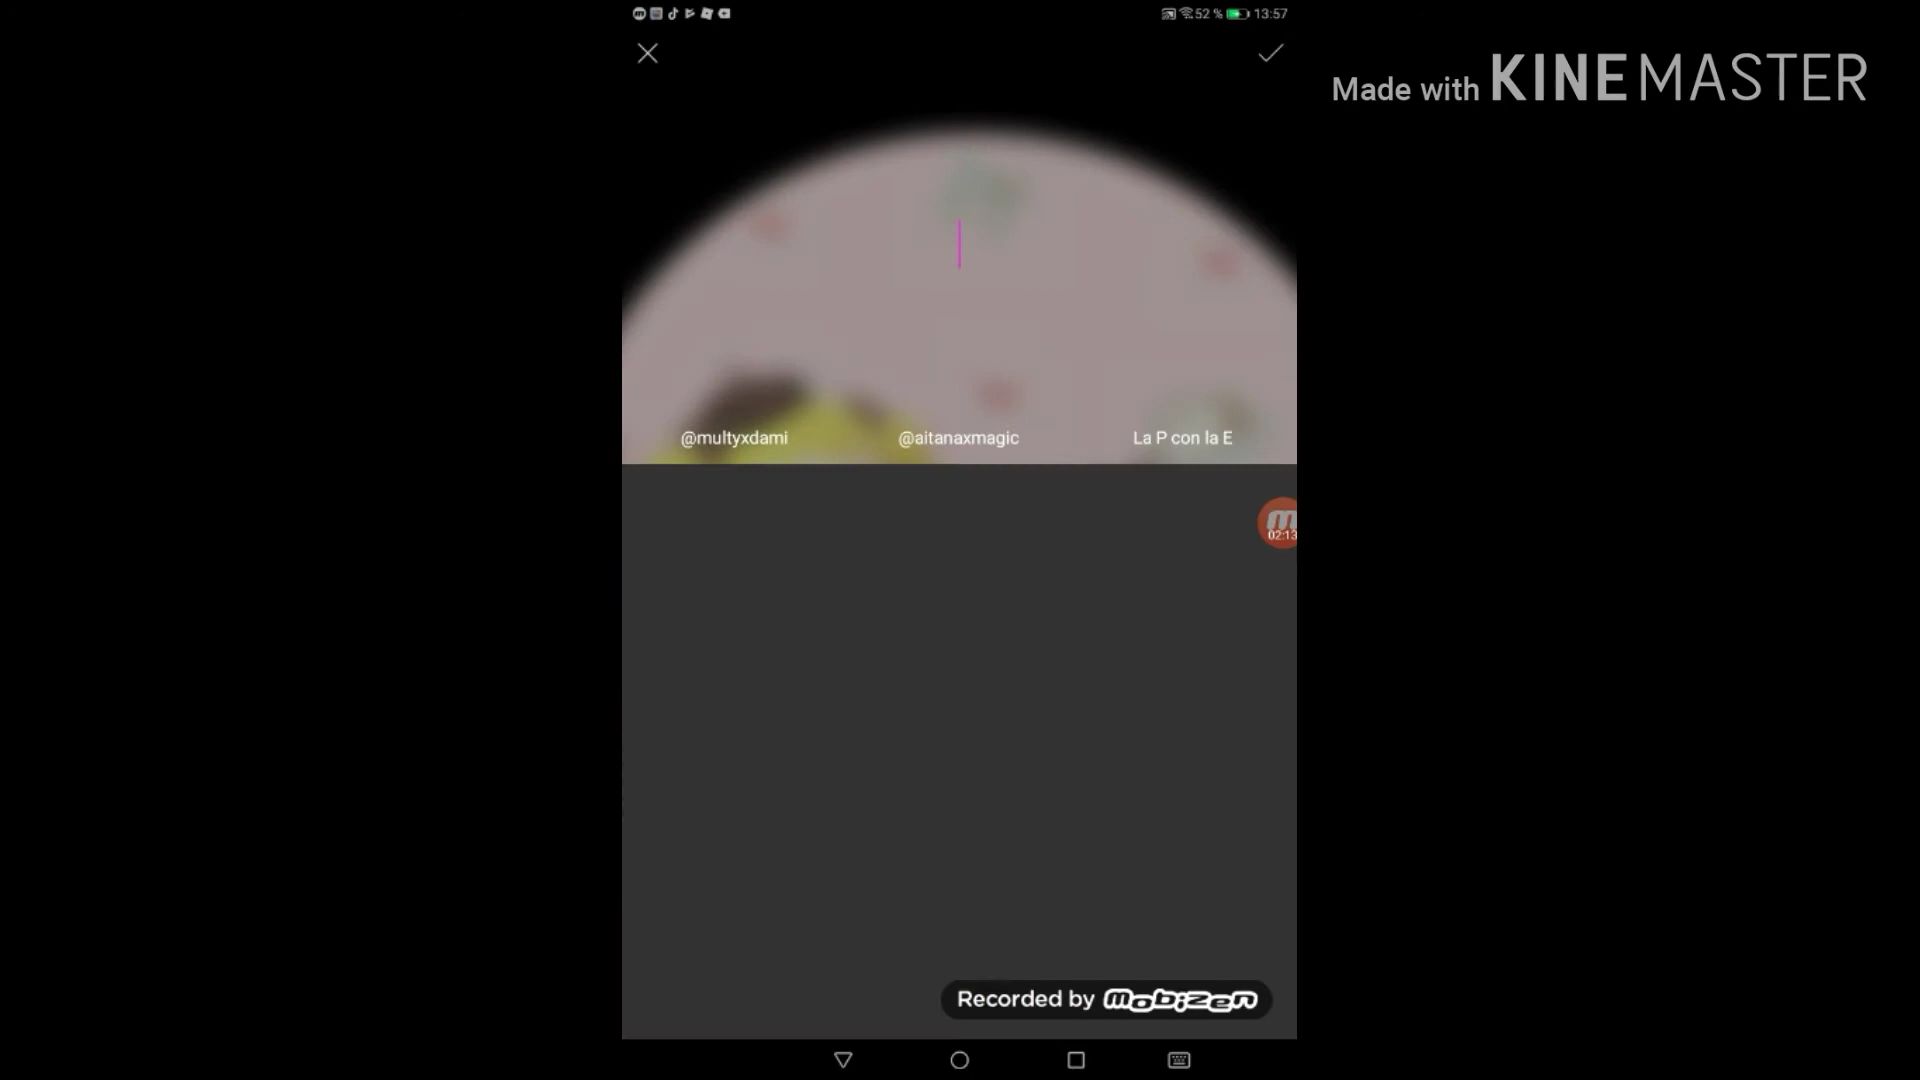 52 % 13:57
Made with KINEMASTER
@multyxdami @aitanaxmagic La P con la E
m
02:13
Recorded by mobizen